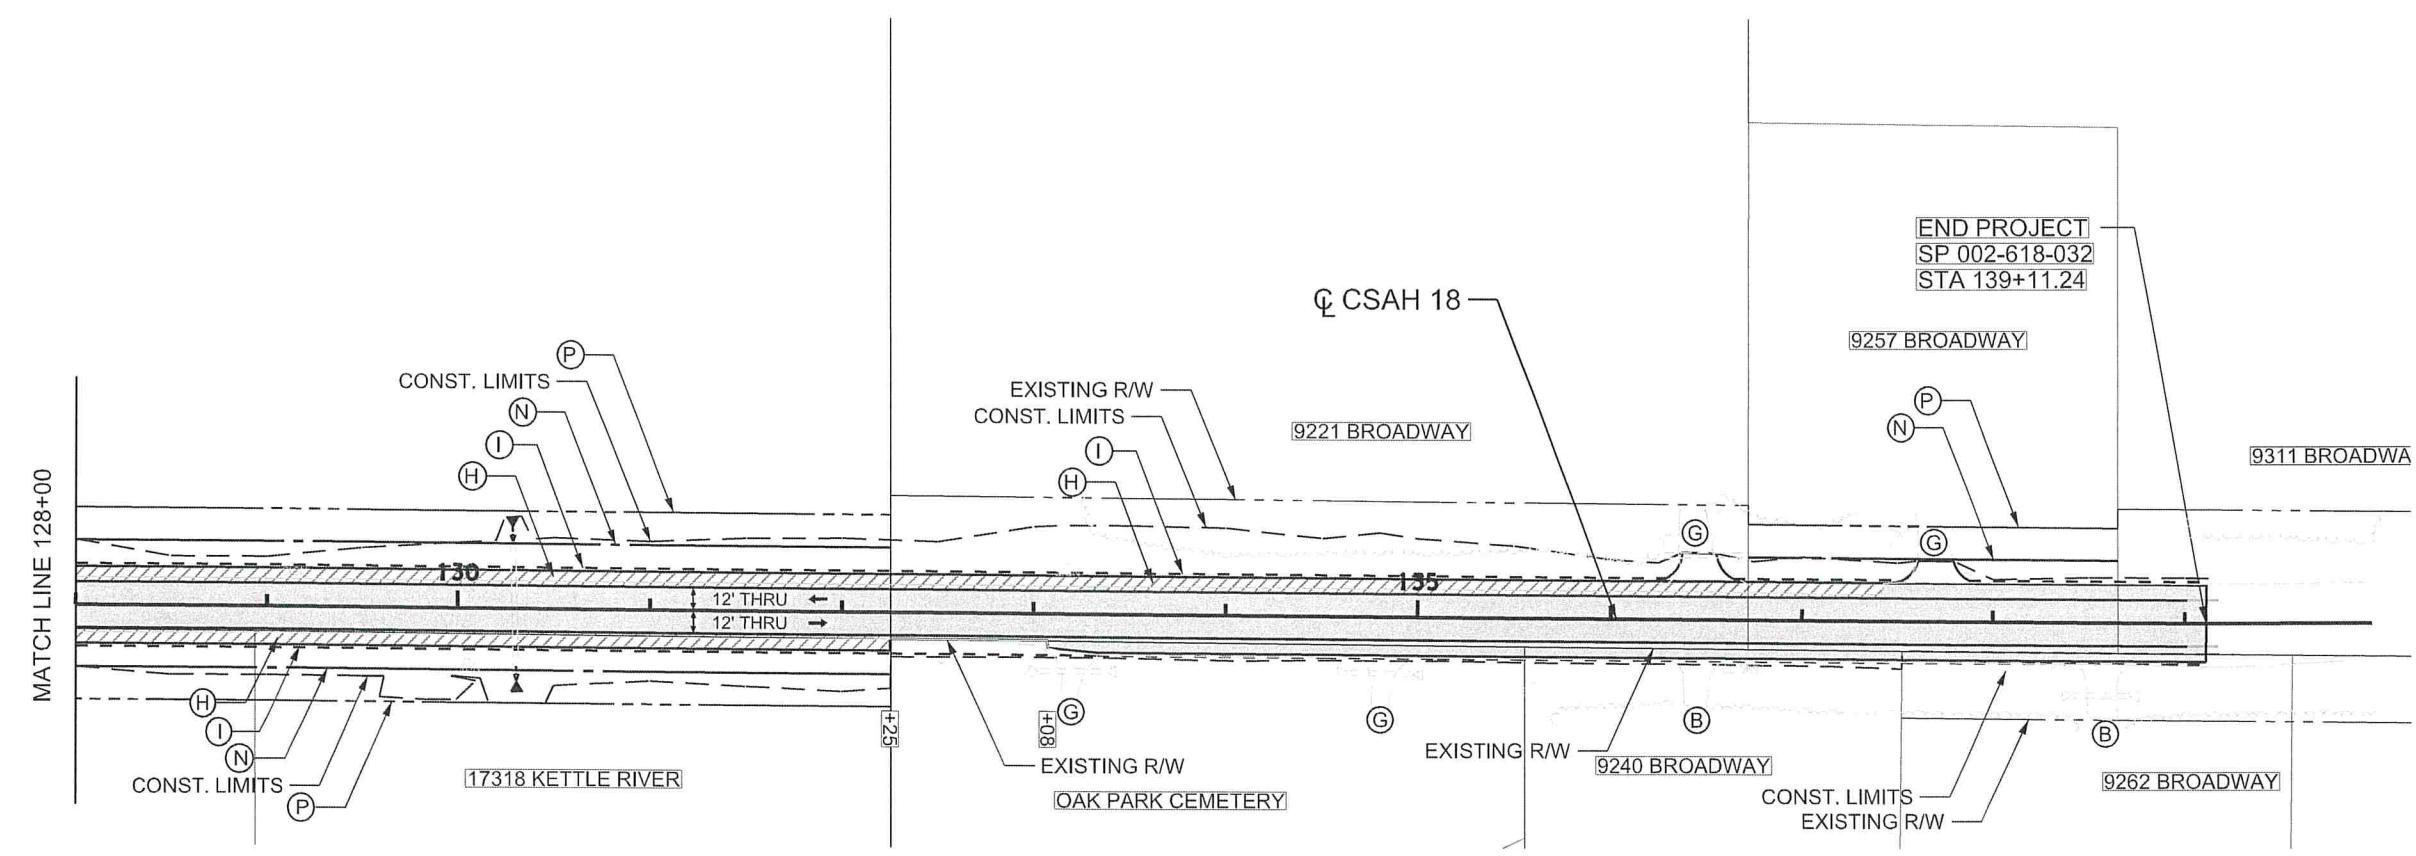 MATCH LINE 128+00
P
CONST. LIMITS
N
I
H
130
12' THRU
12' THRU
H
I
N
CONST. LIMITS
P
17318 KETTLE RIVER
+25
+08
EXISTING R/W
CONST. LIMITS
I
H
9221 BROADWAY
℄ CSAH 18
135
G
G
G
B
EXISTING R/W
OAK PARK CEMETERY
EXISTING R/W
9240 BROADWAY
END PROJECT
SP 002-618-032
STA 139+11.24
9257 BROADWAY
P
N
G
9311 BROADWA
B
CONST. LIMITS
EXISTING R/W
9262 BROADWAY